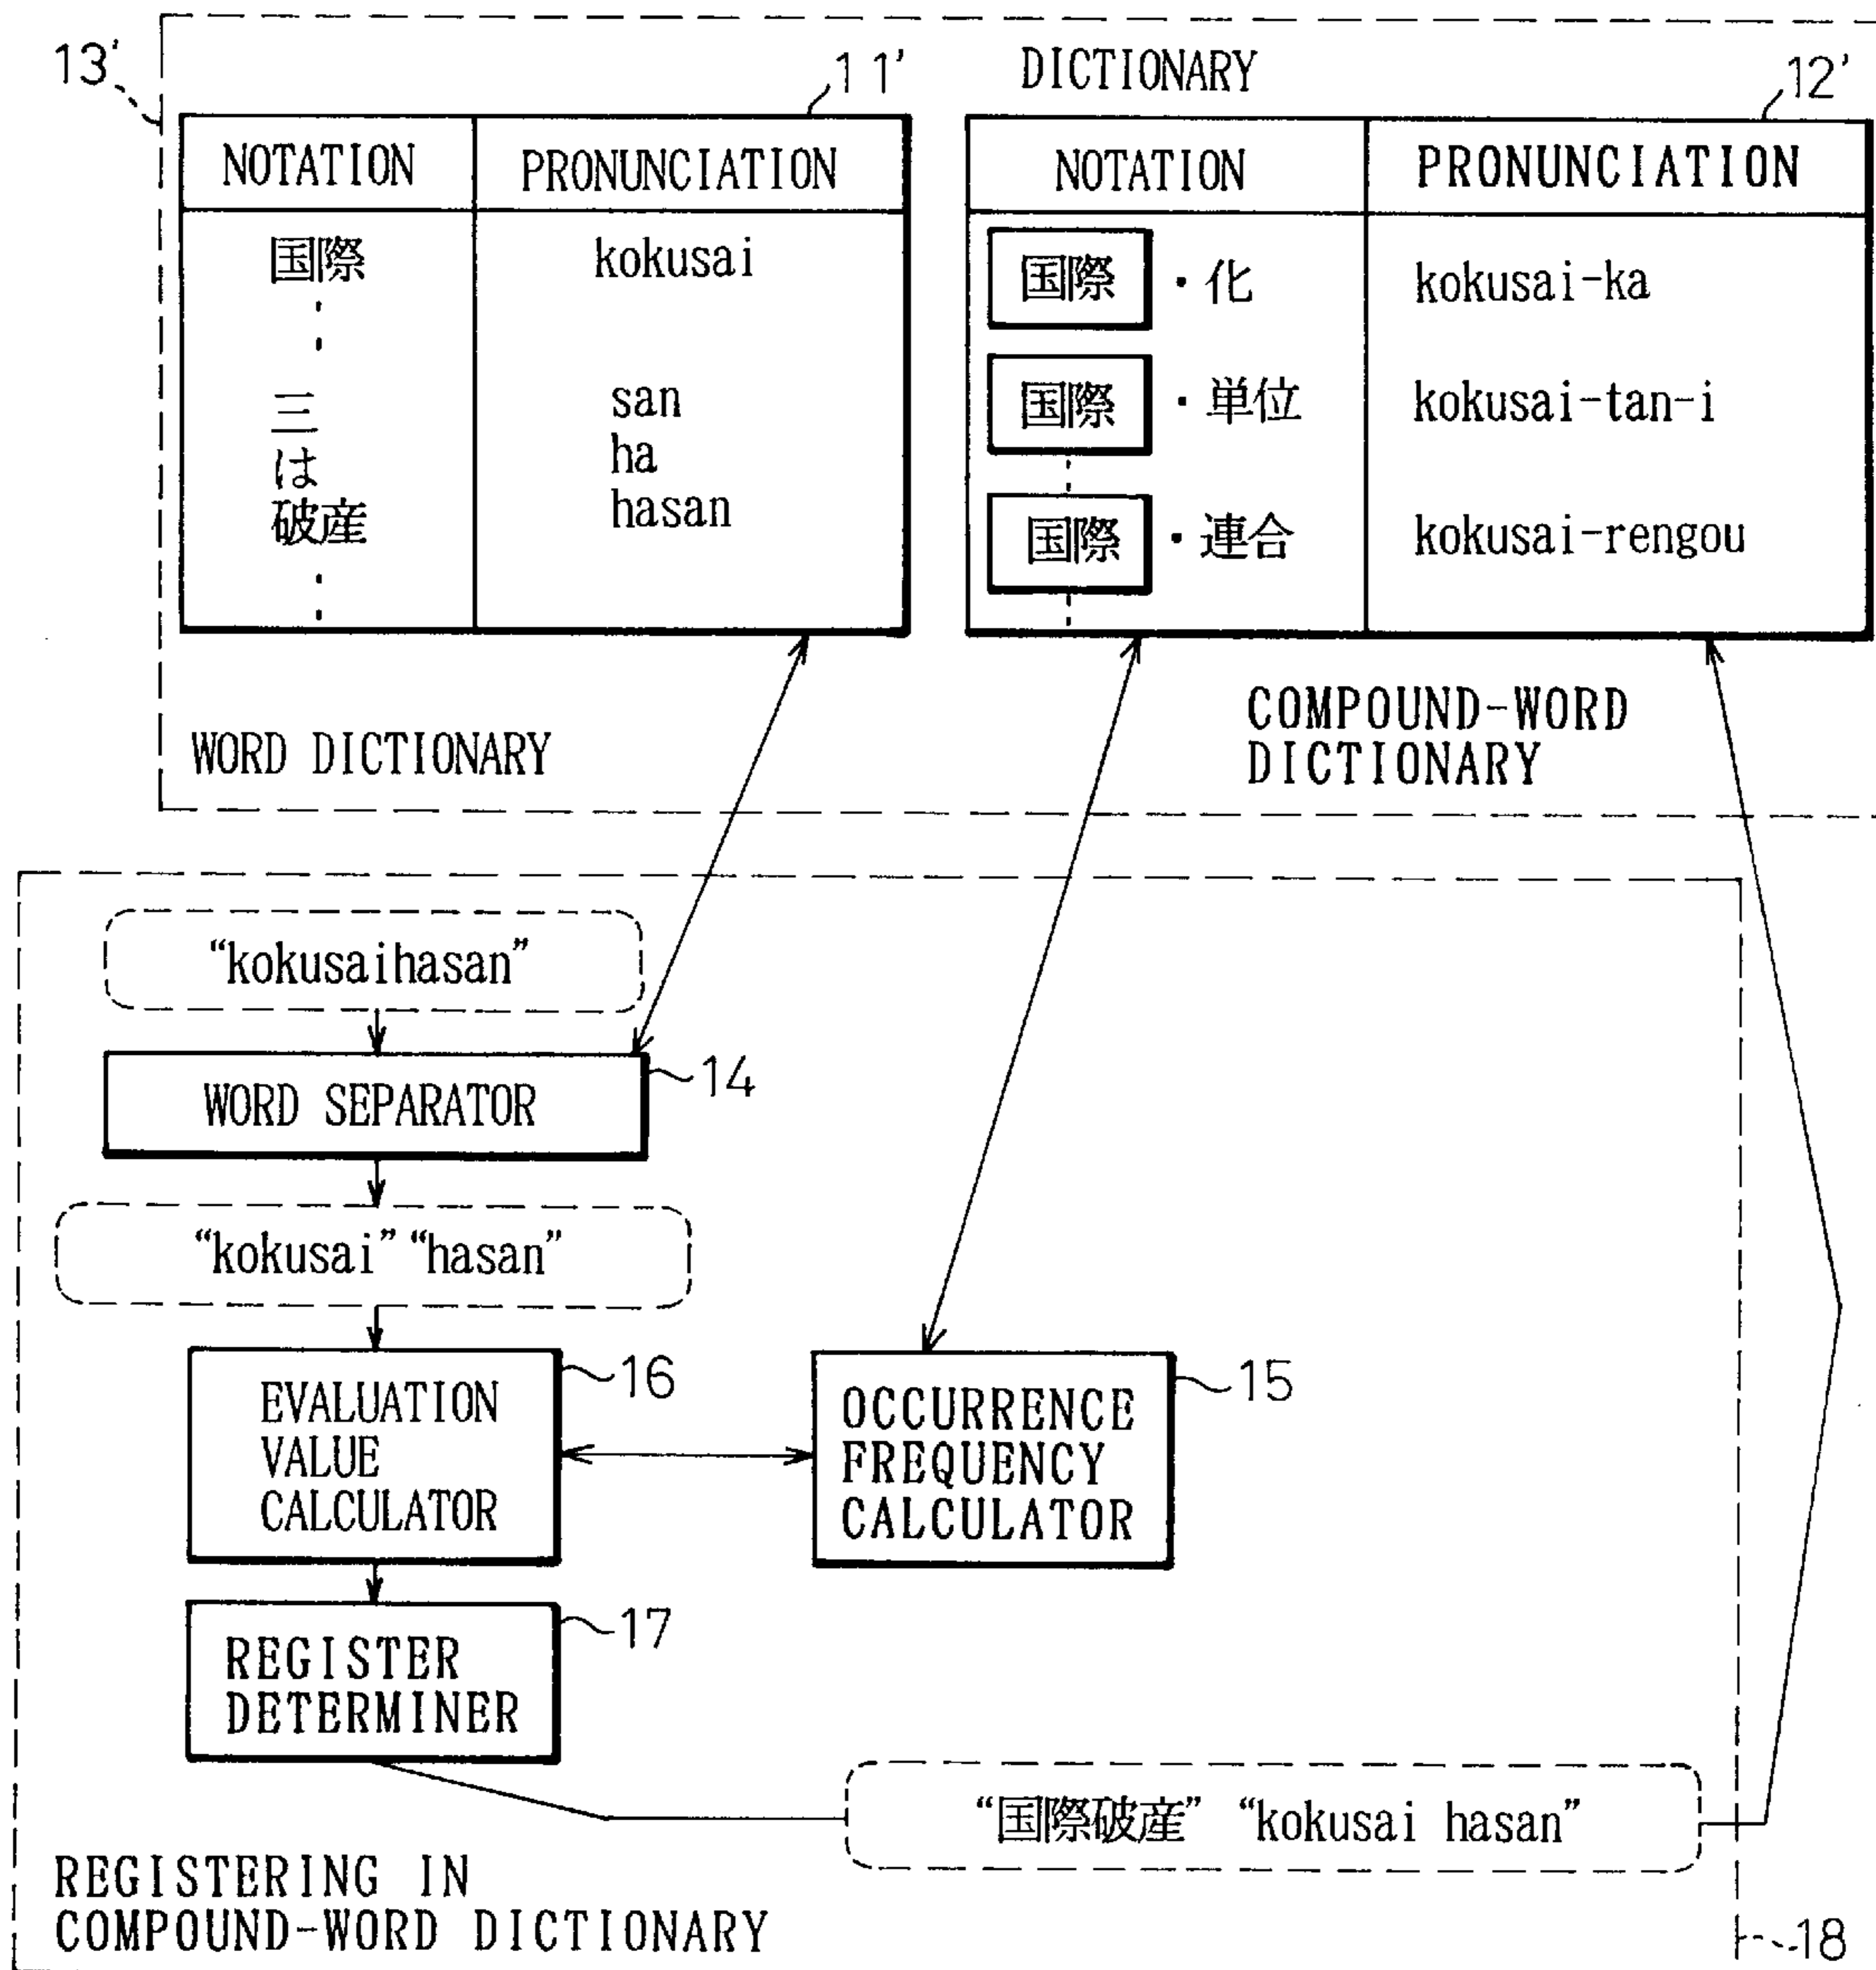 13'
DICTIONARY
11'
12'
NOTATION PRONUNCIATION
国際 kokusai
三 san
は ha
破産 hasan
WORD DICTIONARY
NOTATION PRONUNCIATION
国際・化 kokusai-ka
国際・単位 kokusai-tan-i
国際・連合 kokusai-rengou
COMPOUND-WORD
DICTIONARY
“kokusaihasan”
WORD SEPARATOR
14
“kokusai” “hasan”
EVALUATION
VALUE
CALCULATOR
16
OCCURRENCE
FREQUENCY
CALCULATOR
15
REGISTER
DETERMINER
17
“国際破産” “kokusai hasan”
REGISTERING IN
COMPOUND-WORD DICTIONARY
18